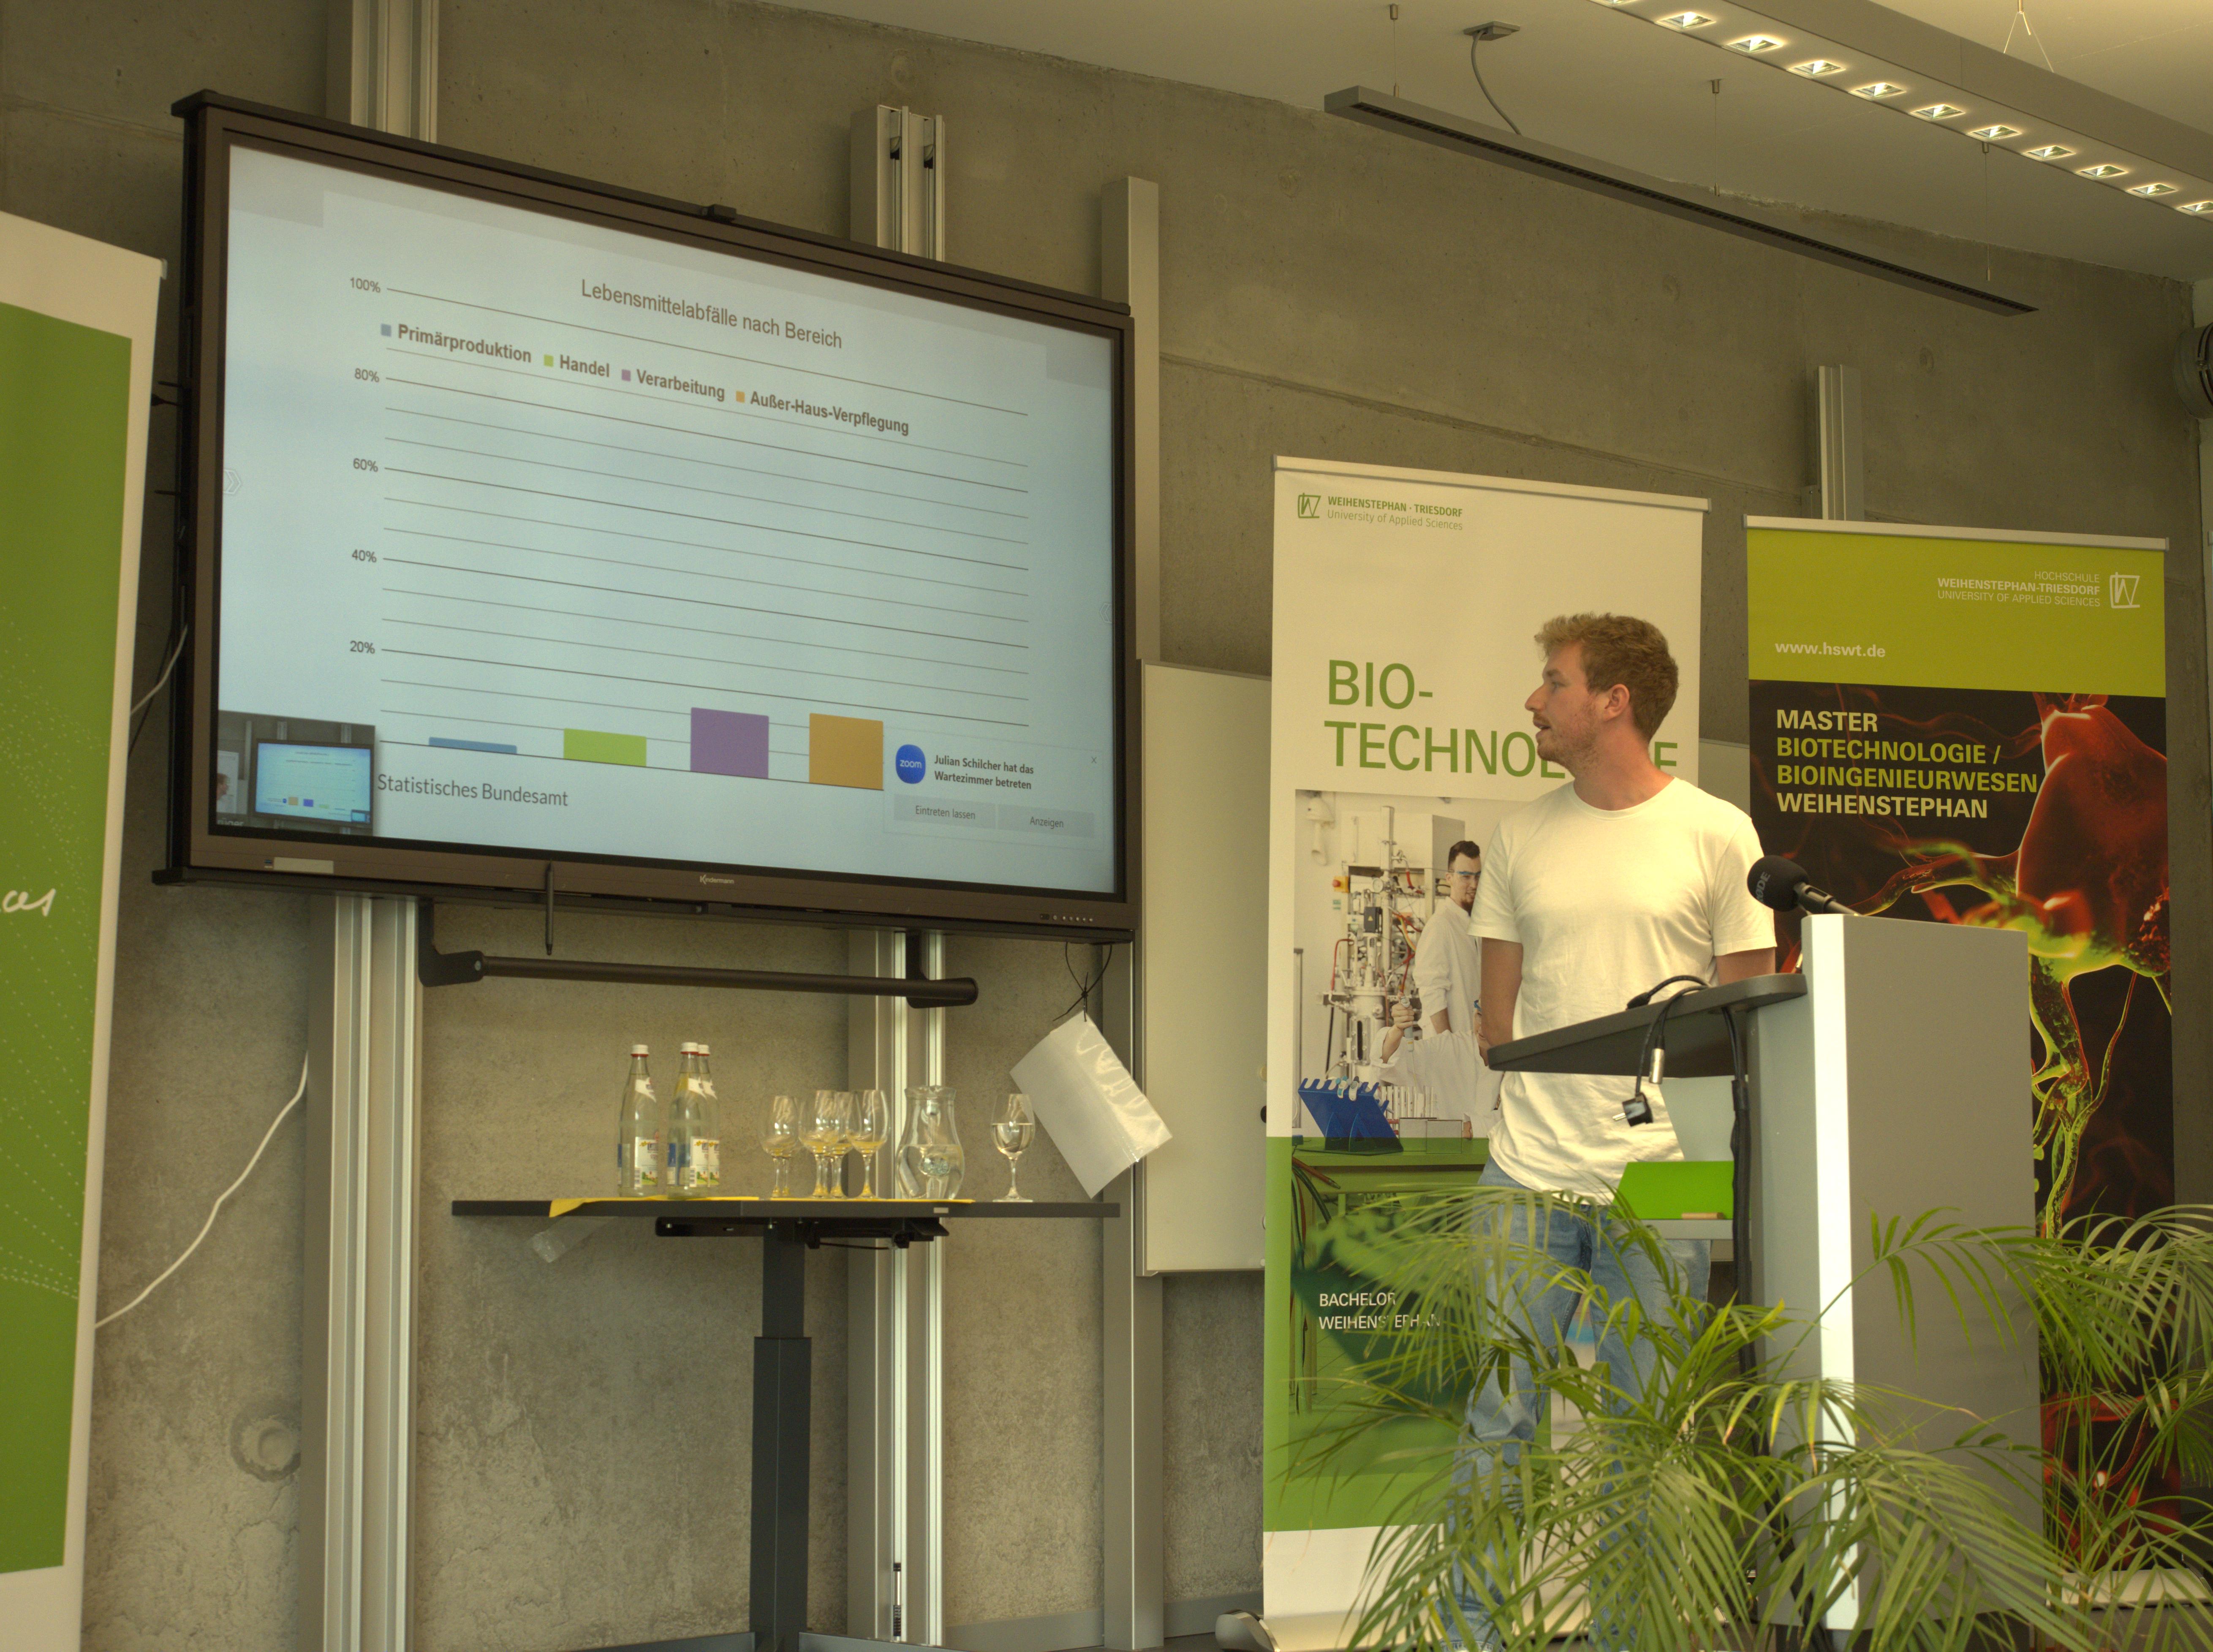 Lebensmittelabfälle nach Bereich
100%
Primärproduktion Handel Verarbeitung Außer-Haus-Verpflegung
80%
60%
40%
20%
zoom
Julian Schilcher hat das
Wartezimmer betreten
x
Eintreten lassen
Anzeigen
Statistisches Bundesamt
Kindermann
WEIHENSTEPHAN · TRIESDORF
University of Applied Sciences
BIO-
BACHELOR
WEIHENSTEPHAN
HOCHSCHULE
WEIHENSTEPHAN-TRIESDORF
UNIVERSITY OF APPLIED SCIENCES
www.hswt.de
MASTER
BIOTECHNOLOGIE /
BIOINGENIEURWESEN
WEIHENSTEPHAN